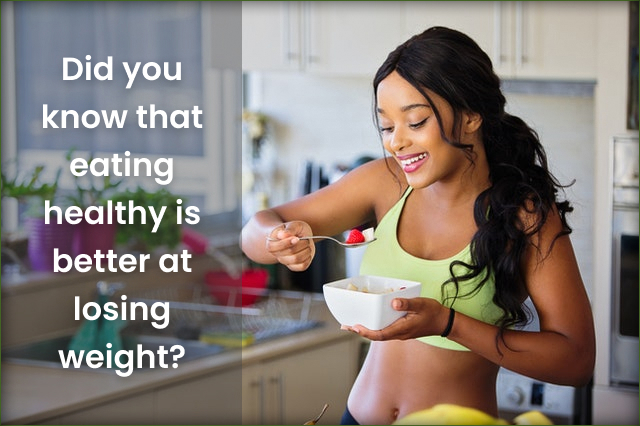 Did you
know that
eating
healthy is
better at
losing
weight?